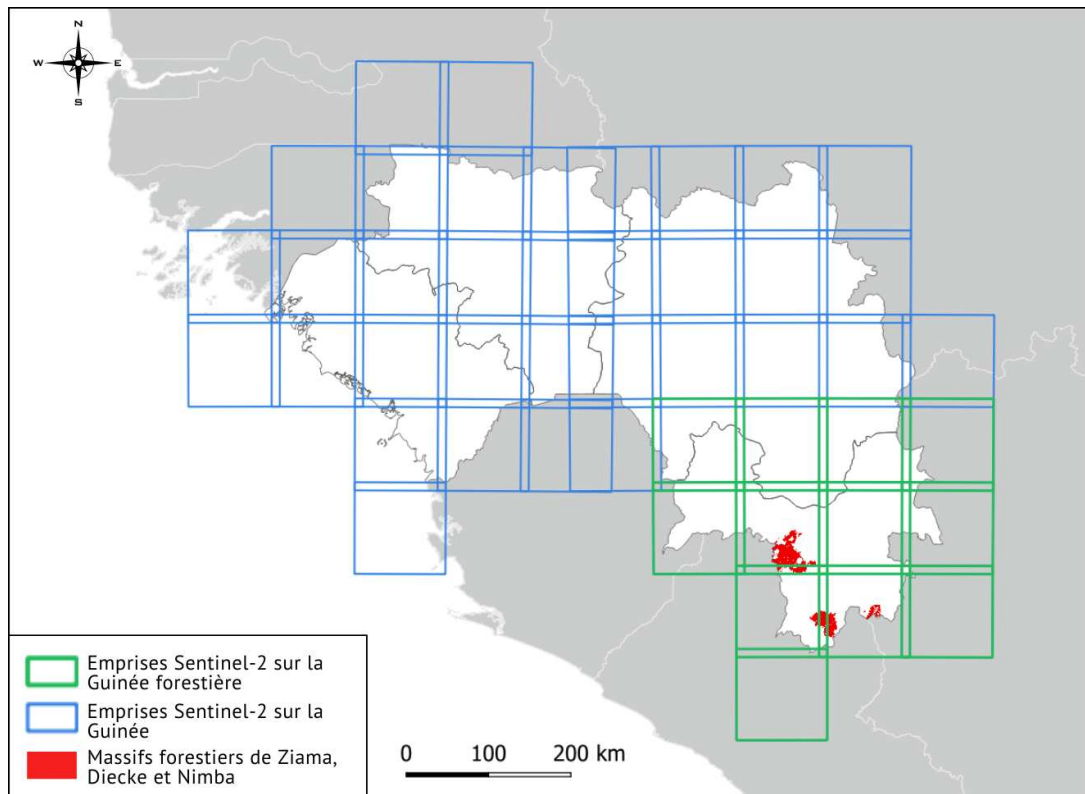 N
W E
S
Emprises Sentinel-2 sur la
Guinée forestière
Emprises Sentinel-2 sur la
Guinée
Massifs forestiers de Ziama,
Diecke et Nimba
0 100 200 km